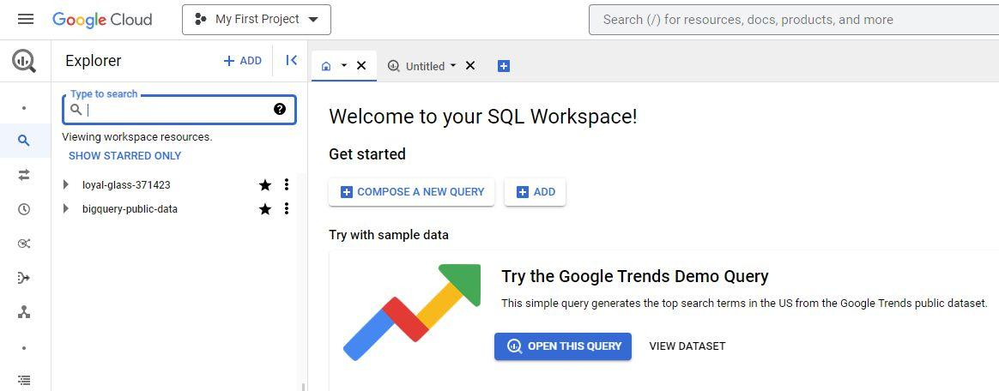 Google Cloud
My First Project
Search (/) for resources, docs, products, and more
Explorer
+ ADD
Untitled
Type to search
Viewing workspace resources.
SHOW STARRED ONLY
loyal-glass-371423
bigquery-public-data
Welcome to your SQL Workspace!
Get started
COMPOSE A NEW QUERY
ADD
Try with sample data
Try the Google Trends Demo Query
This simple query generates the top search terms in the US from the Google Trends public dataset.
OPEN THIS QUERY
VIEW DATASET